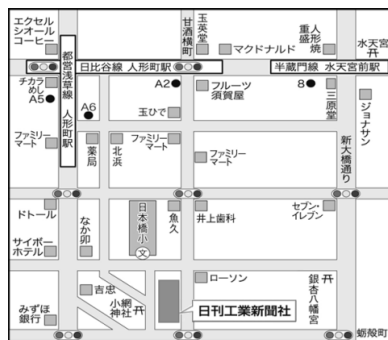 エクセル
シオール
コーヒー
甘酒横町
玉英堂
マクドナルド
重盛
人形焼
水天宮
日比谷線 人形町駅
半蔵門線 水天宮前駅
都営浅草線 人形町駅
チカラ
めし
A5
A6
A2
玉ひで
フルーツ
須賀屋
8
三原堂
ジョナサン
ファミリー
マート
薬局
北浜
ファミリー
マート
ファミリー
マート
新大橋通り
ドトール
なか卯
日本橋小
文
魚久
井上歯科
セブン-
イレブン
サイボー
ホテル
吉忠
小網
神社
ローソン
銀杏八幡宮
みずほ
銀行
日刊工業新聞社
蛎殻町